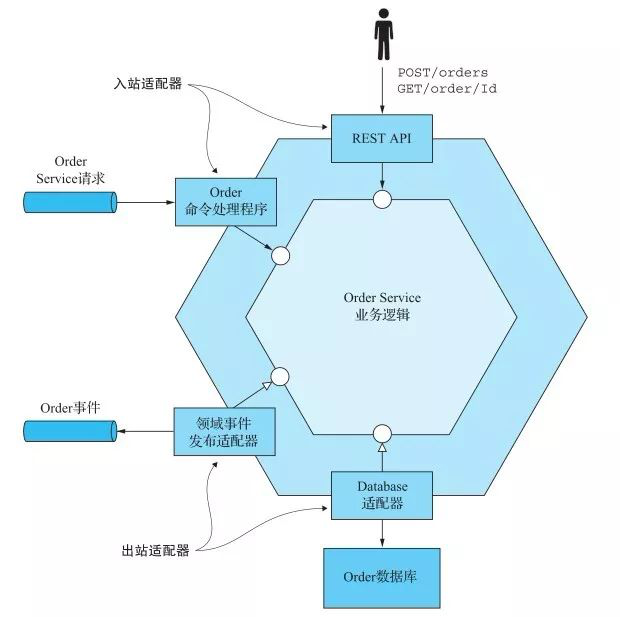 POST/orders
GET/order/Id
入站适配器
REST API
Order
Service请求
Order
命令处理程序
Order Service
业务逻辑
Order事件
领域事件
发布适配器
Database
适配器
出站适配器
Order数据库